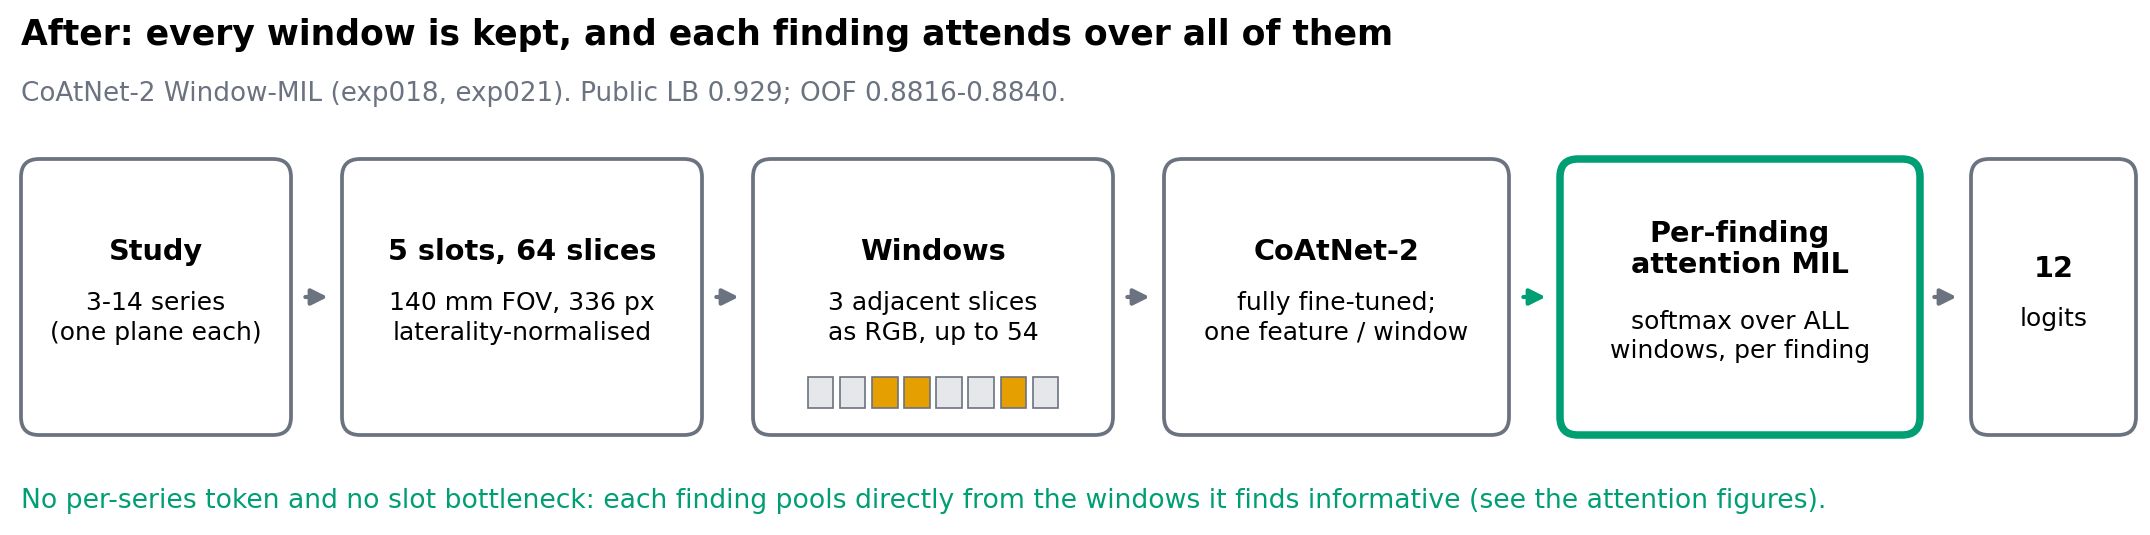 After: every window is kept, and each finding attends over all of them
CoAtNet-2 Window-MIL (exp018, exp021). Public LB 0.929; OOF 0.8816-0.8840.
Study
3-14 series
(one plane each)
5 slots, 64 slices
140 mm FOV, 336 px
laterality-normalised
Windows
3 adjacent slices
as RGB, up to 54
CoAtNet-2
fully fine-tuned;
one feature / window
Per-finding
attention MIL
softmax over ALL
windows, per finding
12
logits
No per-series token and no slot bottleneck: each finding pools directly from the windows it finds informative (see the attention figures).